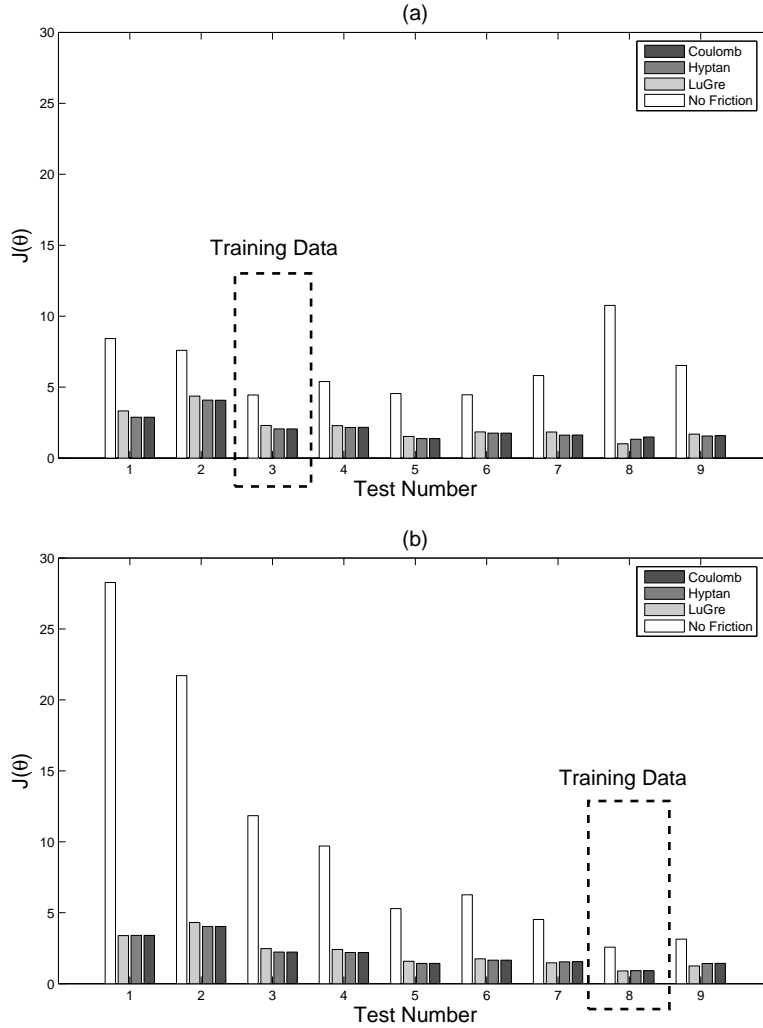 (a)
30
25
20
15
10
5
0
J(θ)
Coulomb
Hyptan
LuGre
No Friction
Training Data
1 2 3 4 5 6 7 8 9
Test Number
(b)
30
25
20
15
10
5
0
J(θ)
Coulomb
Hyptan
LuGre
No Friction
Training Data
1 2 3 4 5 6 7 8 9
Test Number